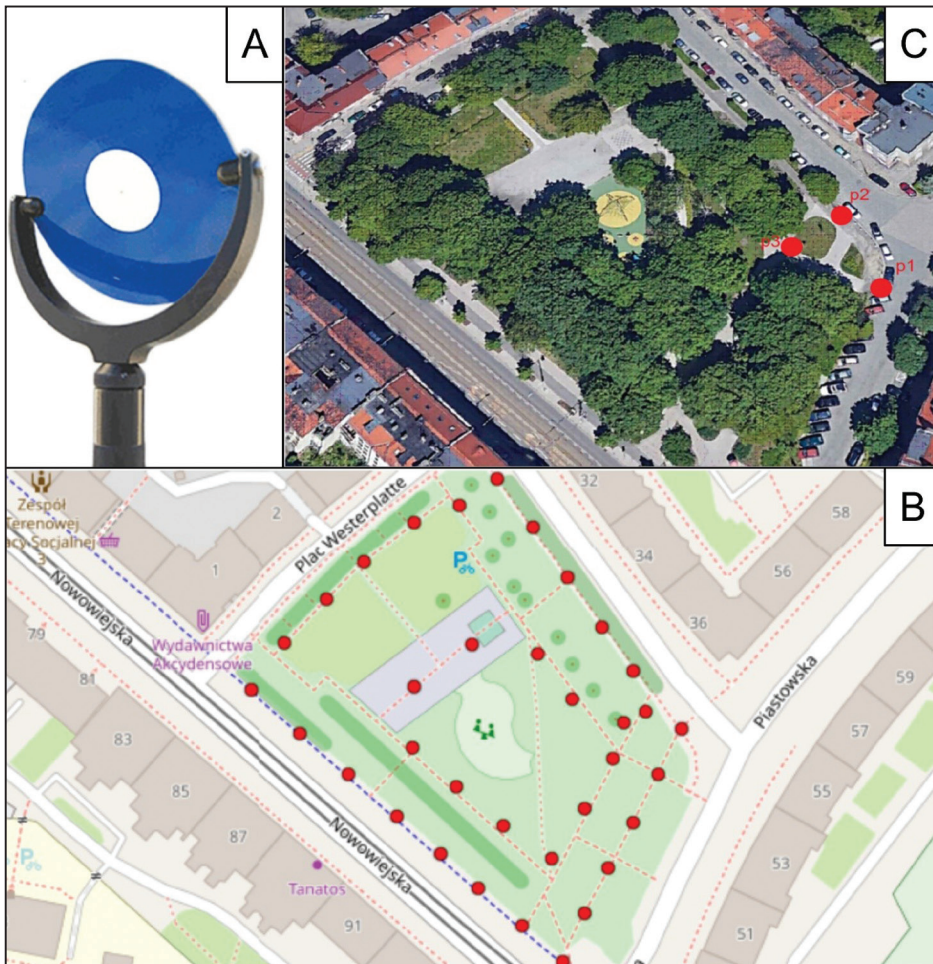 A
C
p2
p3
p1
B
Zespół
Terenowej
acy Socjalnej
3
2
1
Plac Westerplatte
Nowowiejska
Wydawnictwa
Akcydensowe
P
32
34
36
58
56
79
81
83
85
87
91
Nowowiejska
Tanatos
P
Piastowska
59
57
55
53
51